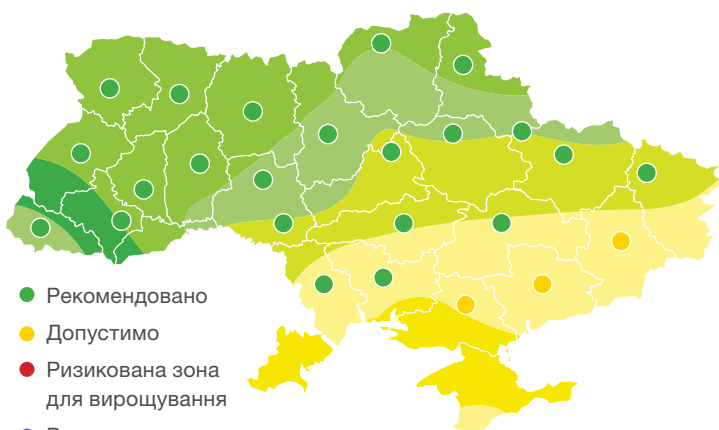 Рекомендовано
Допустимо
Ризикована зона
для вирощування